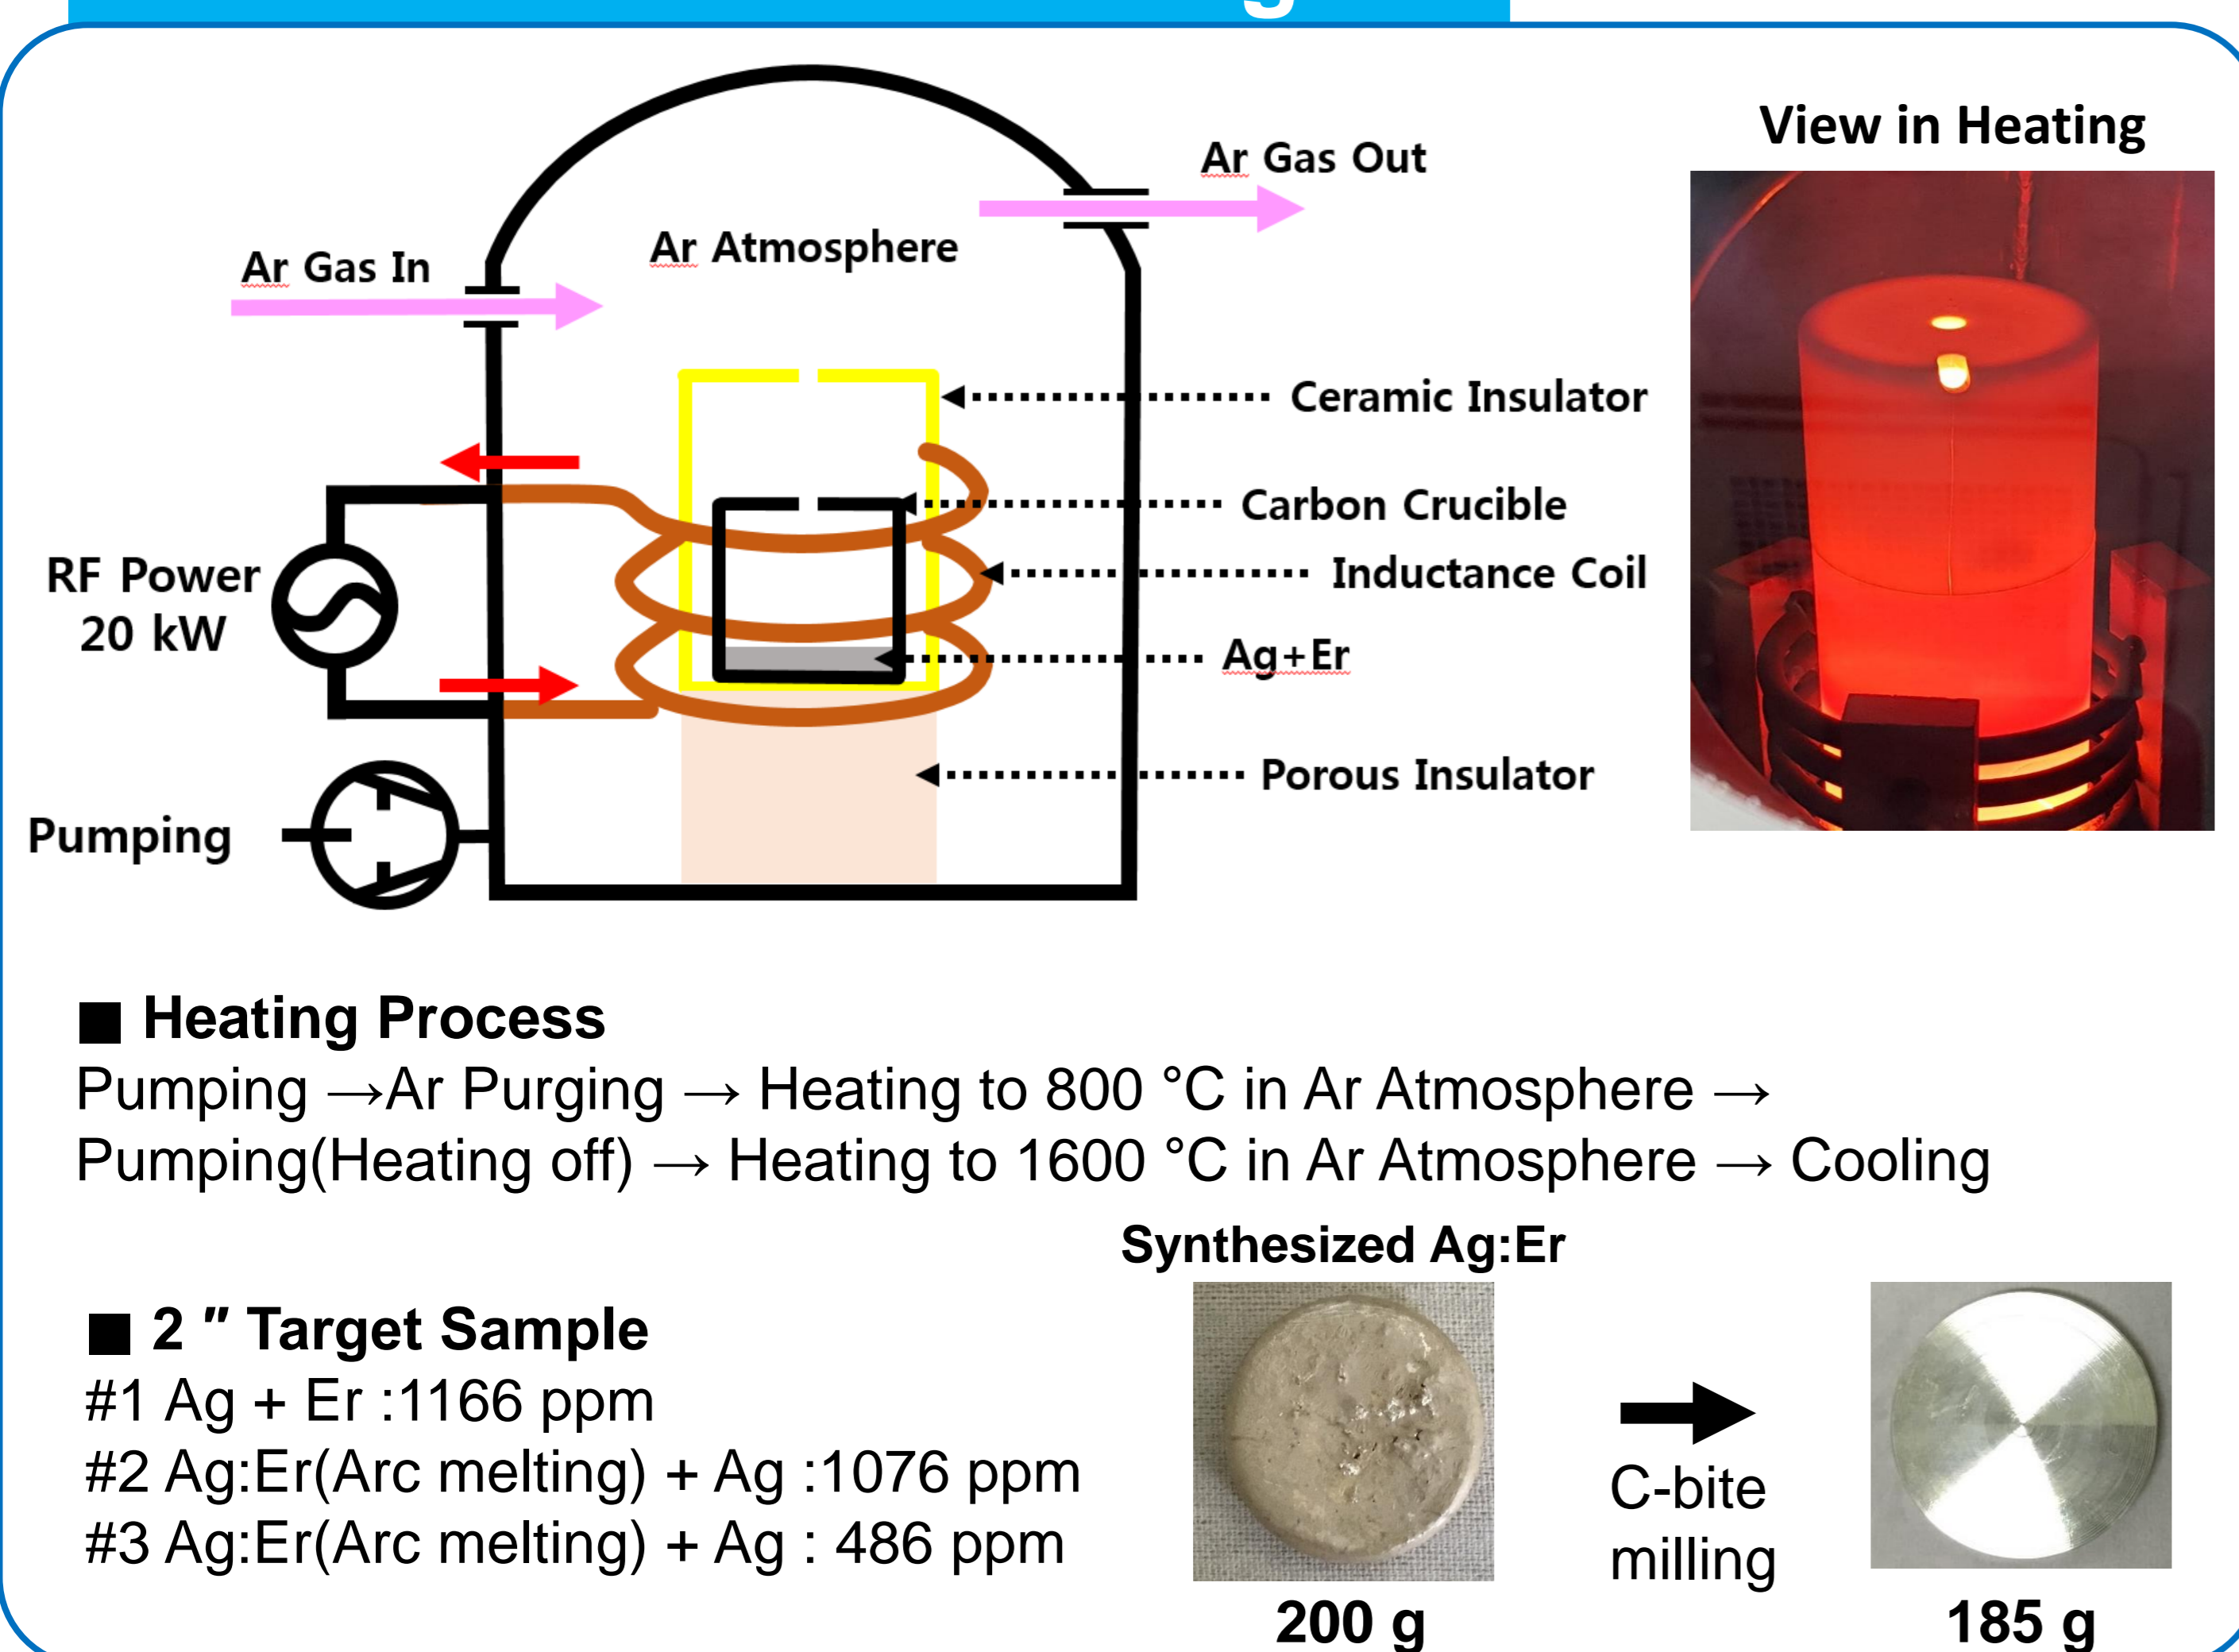 View in Heating
Ar Gas Out
Ar Atmosphere
Ar Gas In
Ceramic Insulator
Carbon Crucible
Inductance Coil
RF Power
20 kW
Ag+Er
Porous Insulator
Pumping
■ Heating Process
Pumping →Ar Purging → Heating to 800 °C in Ar Atmosphere →
Pumping(Heating off) → Heating to 1600 °C in Ar Atmosphere → Cooling
Synthesized Ag:Er
■ 2 ″ Target Sample
#1 Ag + Er :1166 ppm
#2 Ag:Er(Arc melting) + Ag :1076 ppm
#3 Ag:Er(Arc melting) + Ag : 486 ppm
C-bite
milling
200 g
185 g